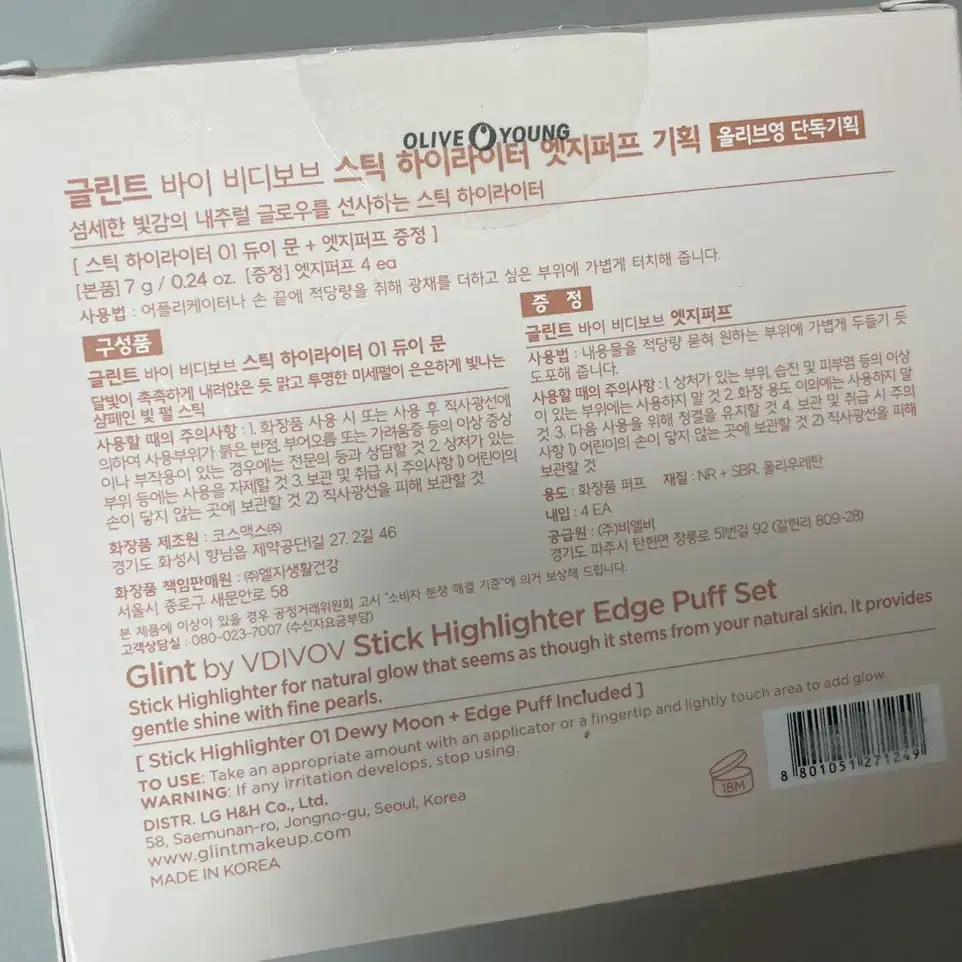 OLIVE YOUNG
글린트 바이 비디보브 스틱 하이라이터 엣지퍼프 기획 올리브영 단독기획
섬세한 빛감의 내추럴 글로우를 선사하는 스틱 하이라이터
[ 스틱 하이라이터 01 듀이 문 + 엣지퍼프 증정 ]
[본품] 7 g / 0.24 oz. [증정] 엣지퍼프 4 ea
사용법 : 어플리케이터나 손 끝에 적당량을 취해 광채를 더하고 싶은 부위에 가볍게 터치해 줍니다.
구성품
글린트 바이 비디보브 스틱 하이라이터 01 듀이 문
달빛이 촉촉하게 내려앉은 듯 맑고 투명한 미세펄이 은은하게 빛나는
샴페인 빛 펄 스틱
사용할 때의 주의사항 : 1. 화장품 사용 시 또는 사용 후 직사광선에
의하여 사용부위가 붉은 반점, 부어오름 또는 가려움증 등의 이상 증상
이나 부작용이 있는 경우에는 전문의 등과 상담할 것 2. 상처가 있는
부위 등에는 사용을 자제할 것 3. 보관 및 취급 시 주의사항 1) 어린이의
손이 닿지 않는 곳에 보관할 것 2) 직사광선을 피해 보관할 것
화장품 제조원 : 코스맥스㈜
경기도 화성시 향남읍 제약공단1길 27, 2길 46
화장품 책임판매원 : ㈜엘지생활건강
서울시 종로구 새문안로 58
증 정
글린트 바이 비디보브 엣지퍼프
사용법 : 내용물을 적당량 묻혀 원하는 부위에 가볍게 두들기 듯
도포해 줍니다.
사용할 때의 주의사항 : 1. 상처가 있는 부위, 습진 및 피부염 등의 이상
이 있는 부위에는 사용하지 말 것 2. 화장 용도 이외에는 사용하지 말
것 3. 다음 사용을 위해 청결을 유지할 것 4. 보관 및 취급 시 주의
사항 1) 어린이의 손이 닿지 않는 곳에 보관할 것 2) 직사광선을 피해
보관할 것
용도 : 화장품 퍼프 재질 : NR + SBR, 폴리우레탄
내입 : 4 EA
공급원 : (주)비엘비
경기도 파주시 탄현면 장릉로 51번길 92 (갈현리 809-28)
본 제품에 이상이 있을 경우 공정거래위원회 고시 "소비자 분쟁 해결 기준"에 의거 보상해 드립니다.
고객상담실 : 080-023-7007 (수신자요금부담)
Glint by VDIVOV Stick Highlighter Edge Puff Set
Stick Highlighter for natural glow that seems as though it stems from your natural skin. It provides
gentle shine with fine pearls.
[ Stick Highlighter 01 Dewy Moon + Edge Puff Included ]
TO USE: Take an appropriate amount with an applicator or a fingertip and lightly touch area to add glow.
WARNING: If any irritation develops, stop using.
DISTR. LG H&H Co., Ltd.
58, Saemunan-ro, Jongno-gu, Seoul, Korea
www.glintmakeup.com
MADE IN KOREA
18M
8 801051 271249